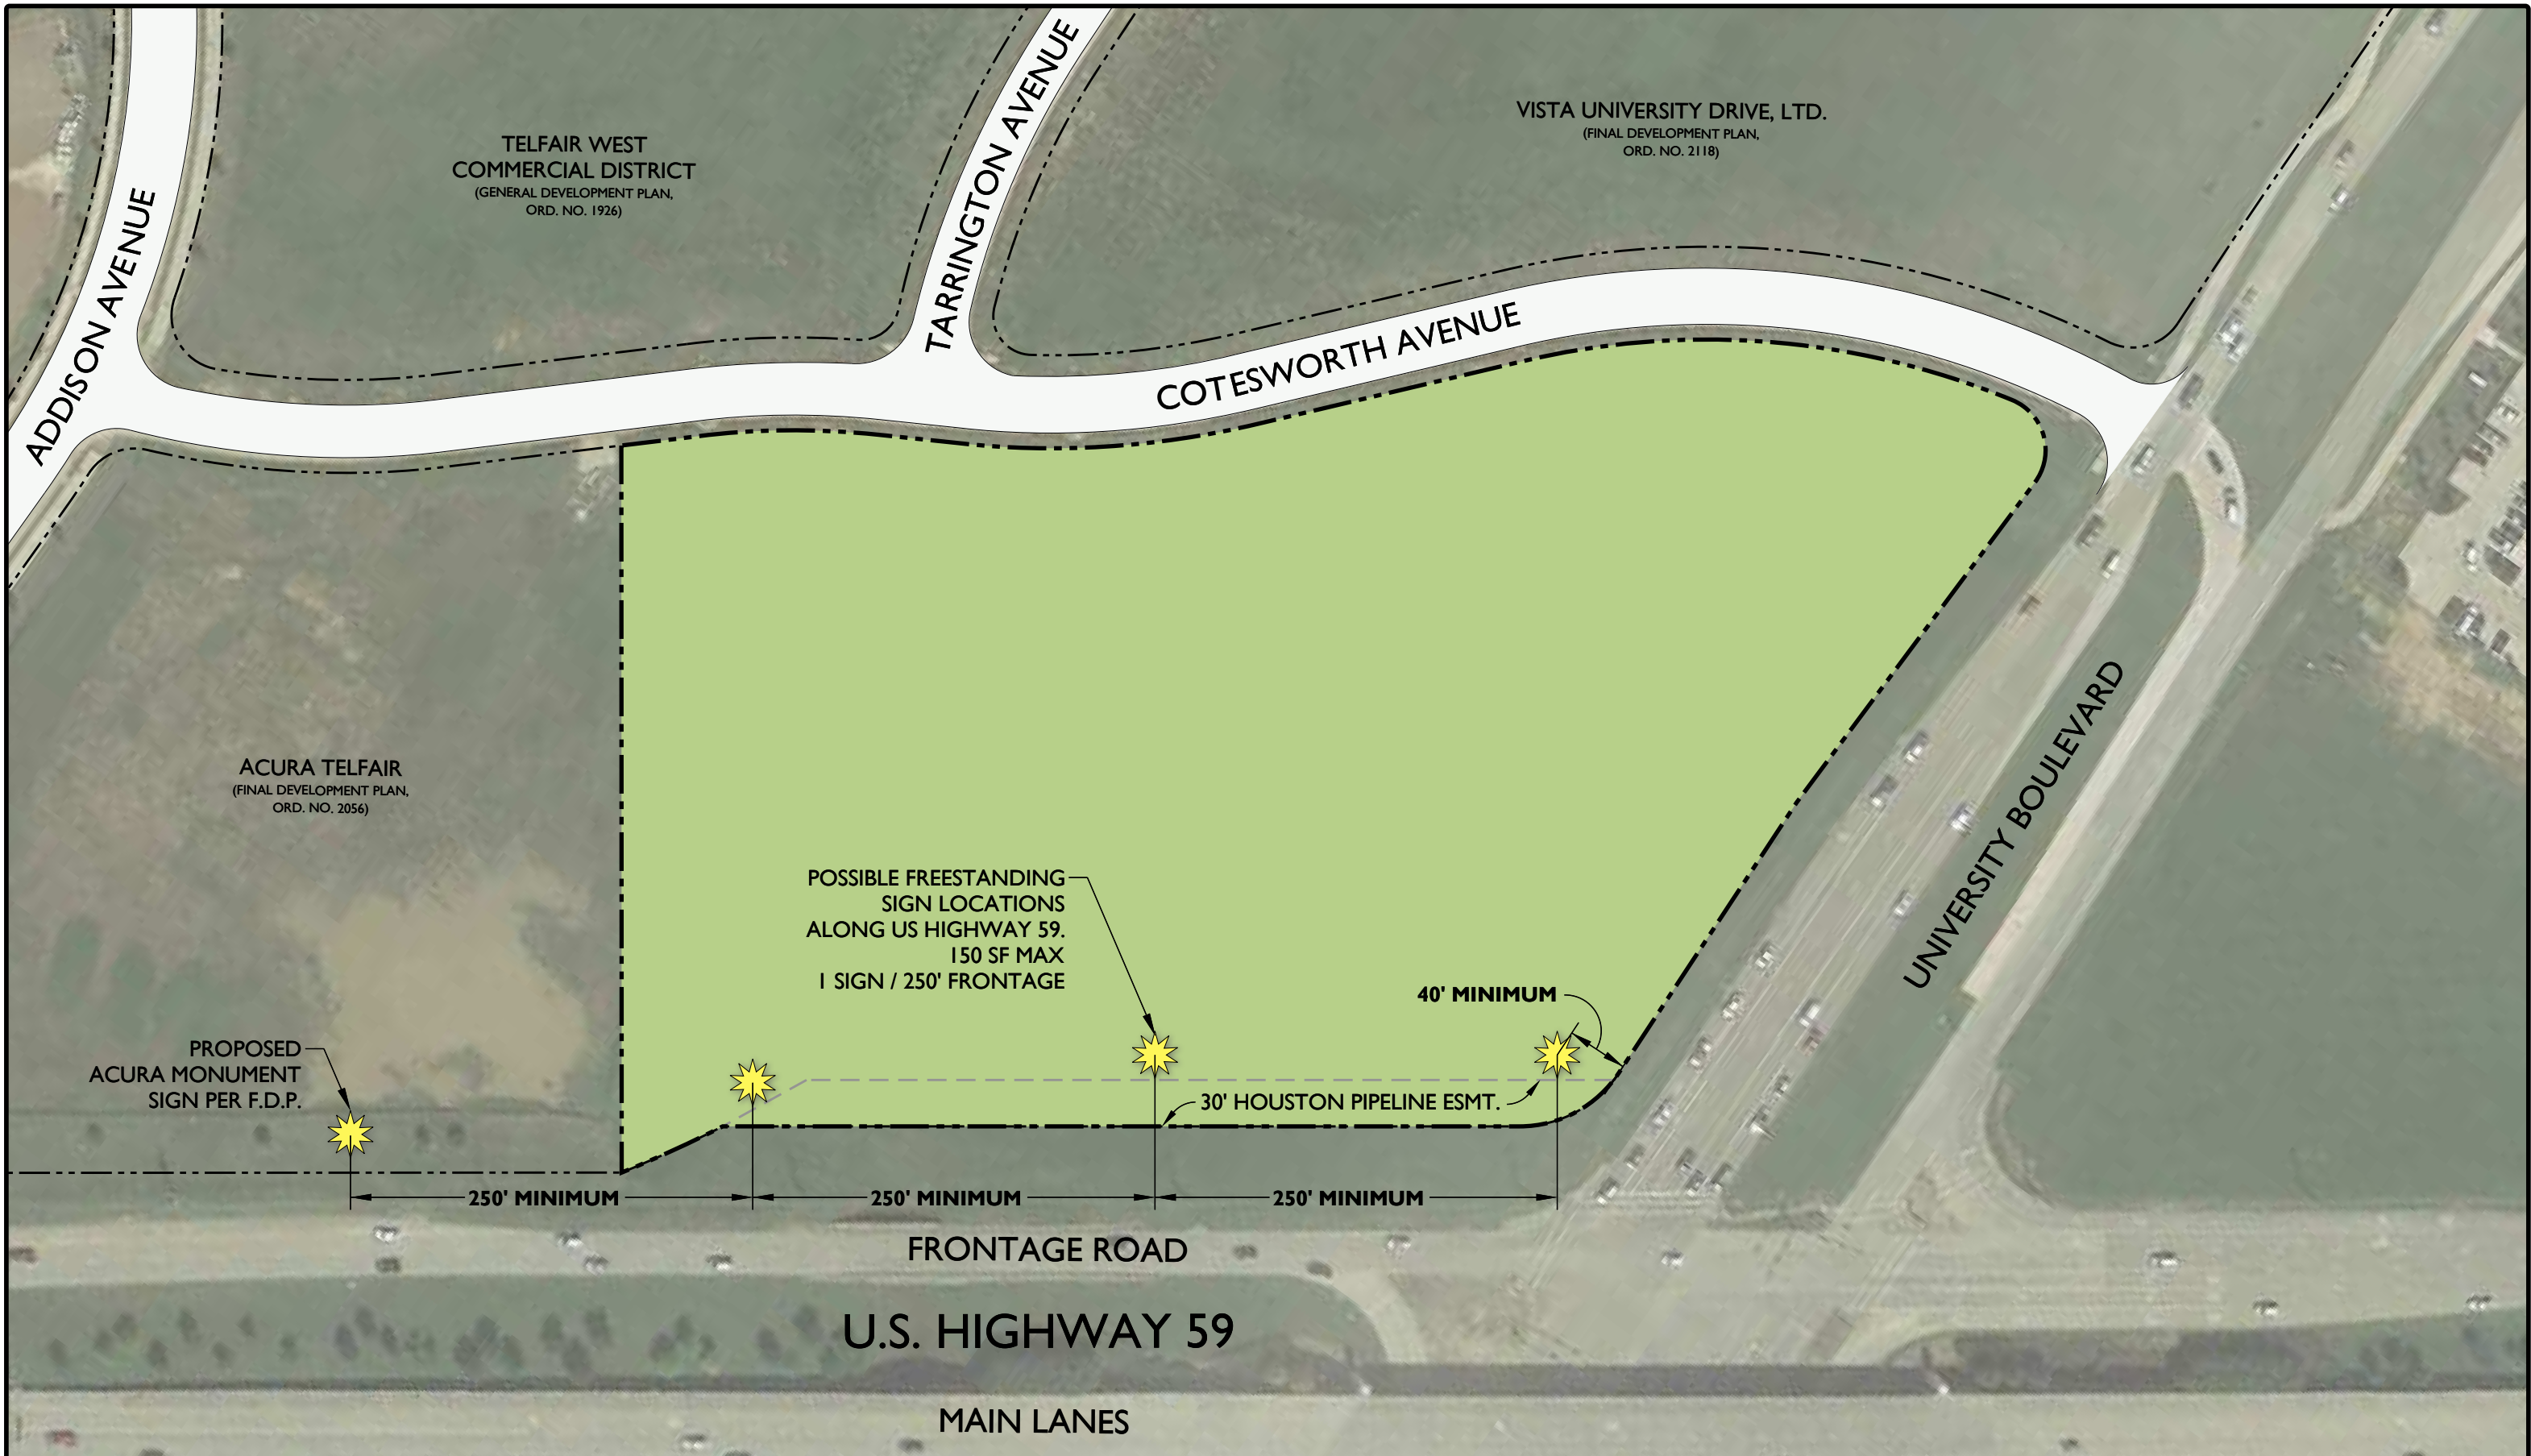 TELFAIR WEST
COMMERCIAL DISTRICT
(GENERAL DEVELOPMENT PLAN,
ORD. NO. 1926)
VISTA UNIVERSITY DRIVE, LTD.
(FINAL DEVELOPMENT PLAN,
ORD. NO. 2118)
ADDISON AVENUE
TARRINGTON AVENUE
COTESWORTH AVENUE
ACURA TELFAIR
(FINAL DEVELOPMENT PLAN,
ORD. NO. 2056)
UNIVERSITY BOULEVARD
POSSIBLE FREESTANDING
SIGN LOCATIONS
ALONG US HIGHWAY 59.
150 SF MAX
1 SIGN / 250' FRONTAGE
40' MINIMUM
PROPOSED
ACURA MONUMENT
SIGN PER F.D.P.
30' HOUSTON PIPELINE ESMT.
250' MINIMUM
250' MINIMUM
250' MINIMUM
FRONTAGE ROAD
U.S. HIGHWAY 59
MAIN LANES